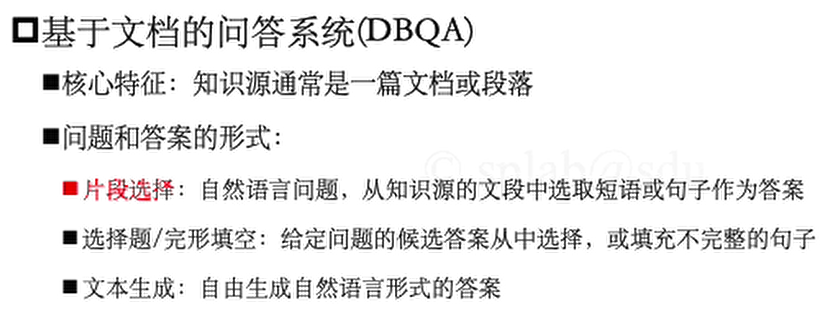 基于文档的问答系统(DBQA)
核心特征：知识源通常是一篇文档或段落
问题和答案的形式：
© splab@sdu
片段选择：自然语言问题，从知识源的文段中选取短语或句子作为答案
选择题/完形填空：给定问题的候选答案从中选择，或填充不完整的句子
文本生成：自由生成自然语言形式的答案